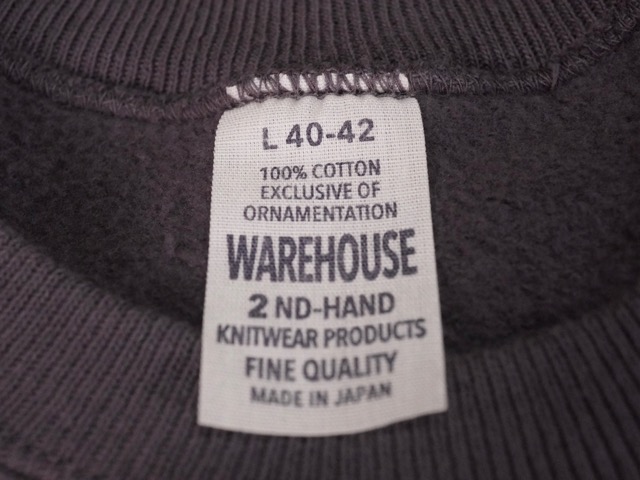 L 40-42
100% COTTON
EXCLUSIVE OF
ORNAMENTATION
WAREHOUSE
2 ND-HAND
KNITWEAR PRODUCTS
FINE QUALITY
MADE IN JAPAN